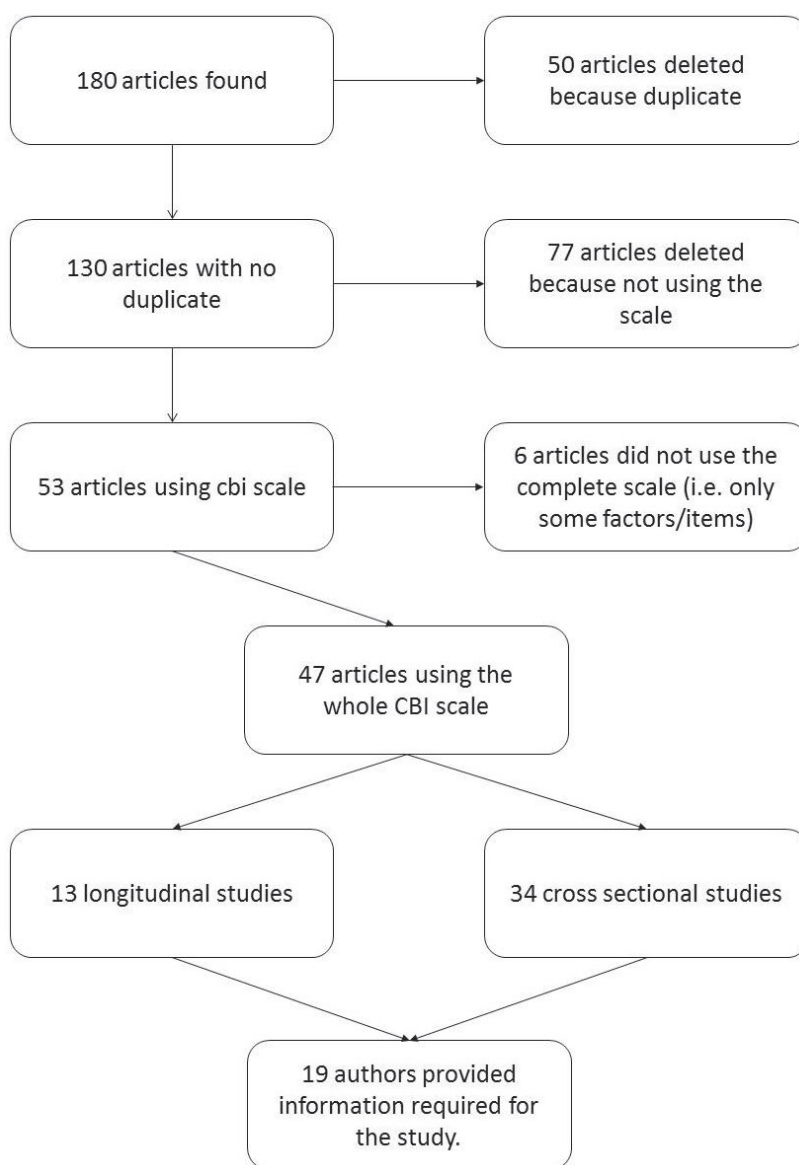 180 articles found
50 articles deleted
because duplicate
130 articles with no
duplicate
77 articles deleted
because not using the
scale
53 articles using cbi scale
6 articles did not use the
complete scale (i.e. only
some factors/items)
47 articles using the
whole CBI scale
13 longitudinal studies
34 cross sectional studies
19 authors provided
information required for
the study.